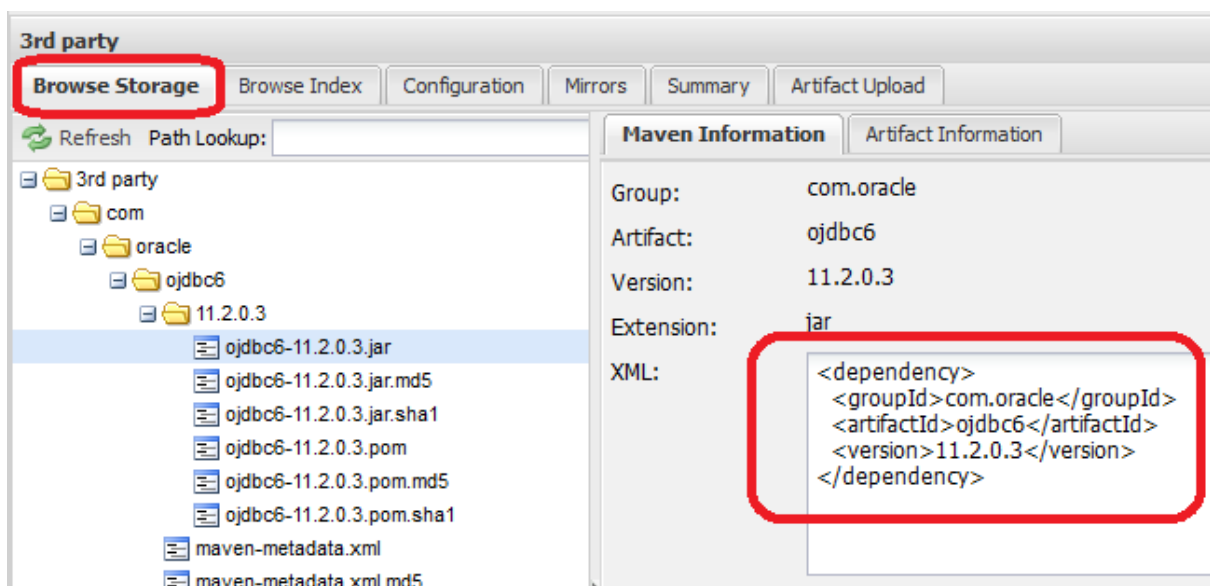 3rd party
Browse Storage Browse Index Configuration Mirrors Summary Artifact Upload
Refresh Path Lookup:
3rd party
com
oracle
ojdbc6
11.2.0.3
ojdbc6-11.2.0.3.jar
ojdbc6-11.2.0.3.jar.md5
ojdbc6-11.2.0.3.jar.sha1
ojdbc6-11.2.0.3.pom
ojdbc6-11.2.0.3.pom.md5
ojdbc6-11.2.0.3.pom.sha1
maven-metadata.xml
maven-metadata.xml.md5
Maven Information Artifact Information
Group: com.oracle
Artifact: ojdbc6
Version: 11.2.0.3
Extension: jar
XML: <dependency>
<groupId>com.oracle</groupId>
<artifactId>ojdbc6</artifactId>
<version>11.2.0.3</version>
</dependency>